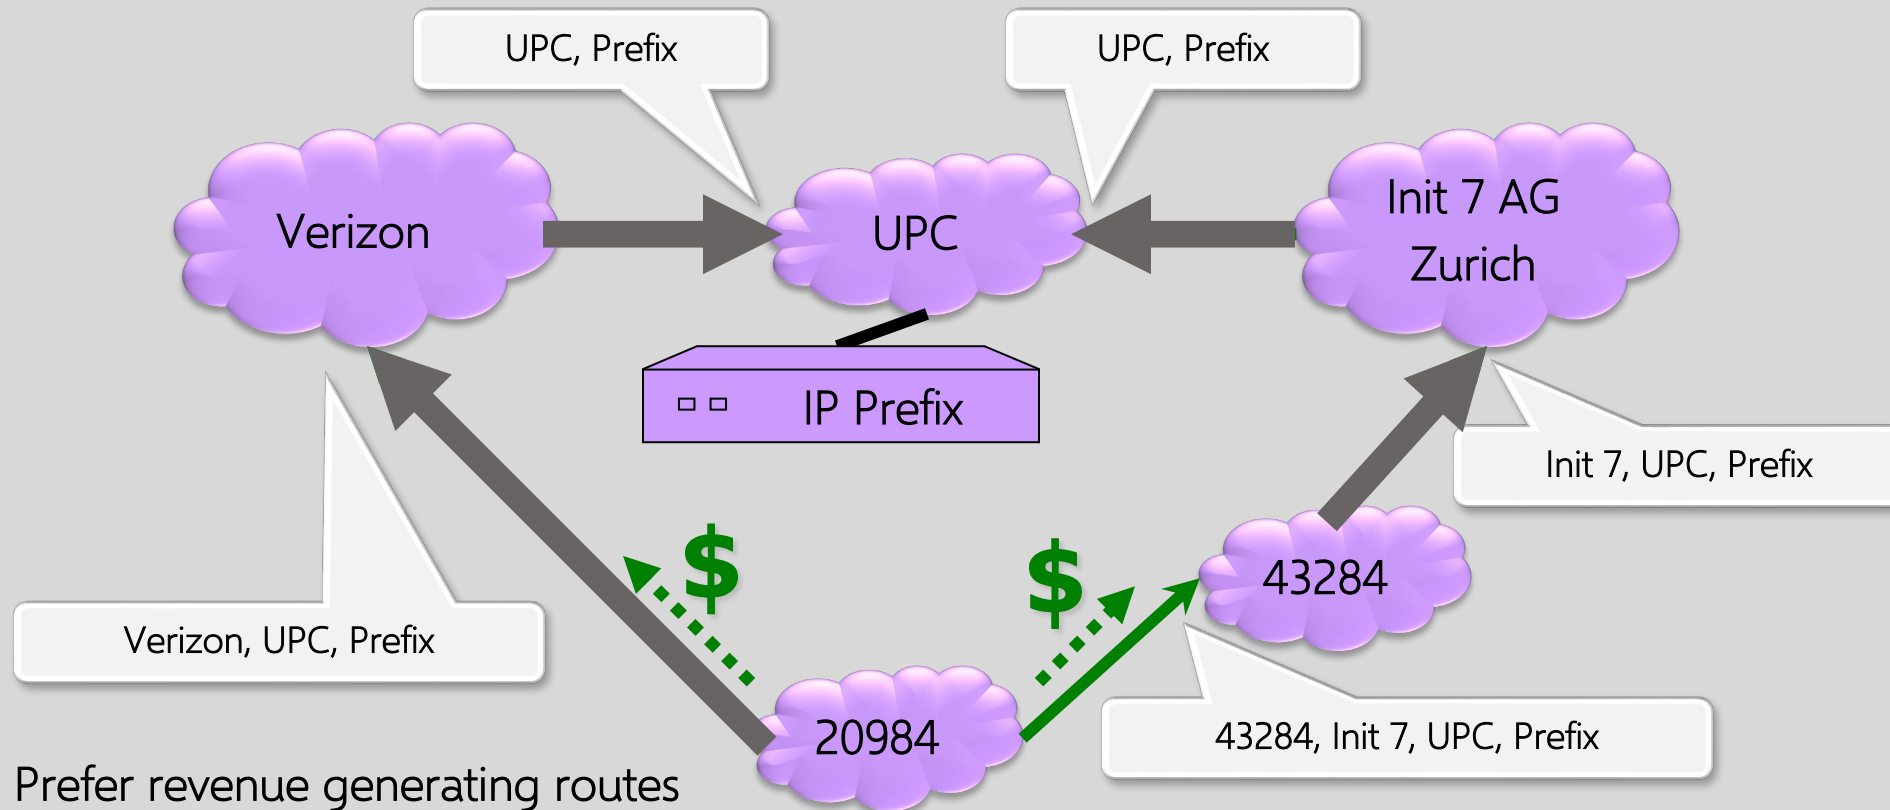 UPC, Prefix
UPC, Prefix
Verizon
UPC
Init 7 AG
Zurich
IP Prefix
Init 7, UPC, Prefix
$
$
43284
Verizon, UPC, Prefix
20984
43284, Init 7, UPC, Prefix
Prefer revenue generating routes